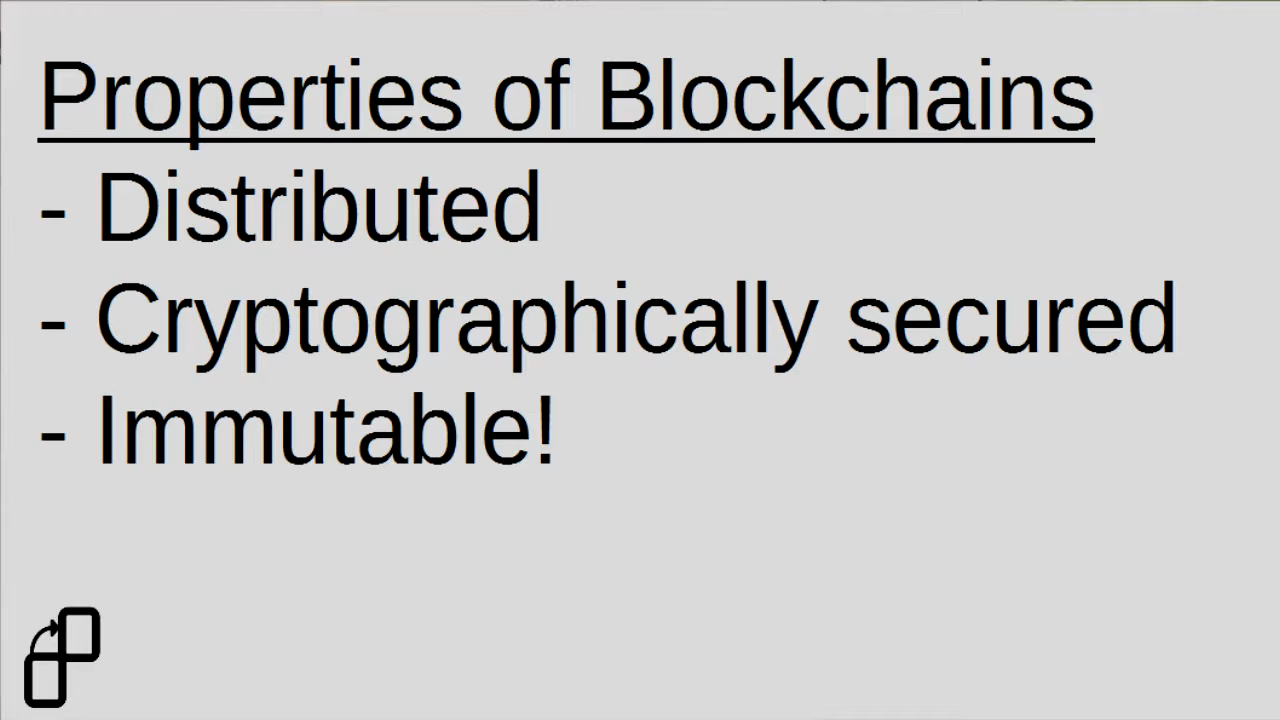 Properties of Blockchains
- Distributed
- Cryptographically secured
- Immutable!